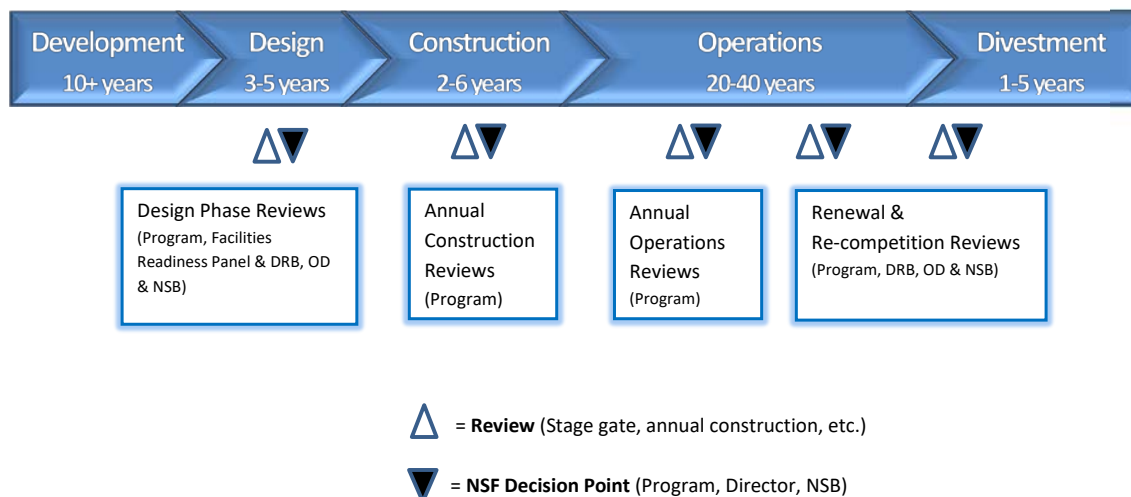 Development
10+ years
Design
3-5 years
Construction
2-6 years
Operations
20-40 years
Divestment
1-5 years
Design Phase Reviews
(Program, Facilities
Readiness Panel & DRB, OD
& NSB)
Annual
Construction
Reviews
(Program)
Annual
Operations
Reviews
(Program)
Renewal &
Re-competition Reviews
(Program, DRB, OD & NSB)
= Review (Stage gate, annual construction, etc.)
= NSF Decision Point (Program, Director, NSB)